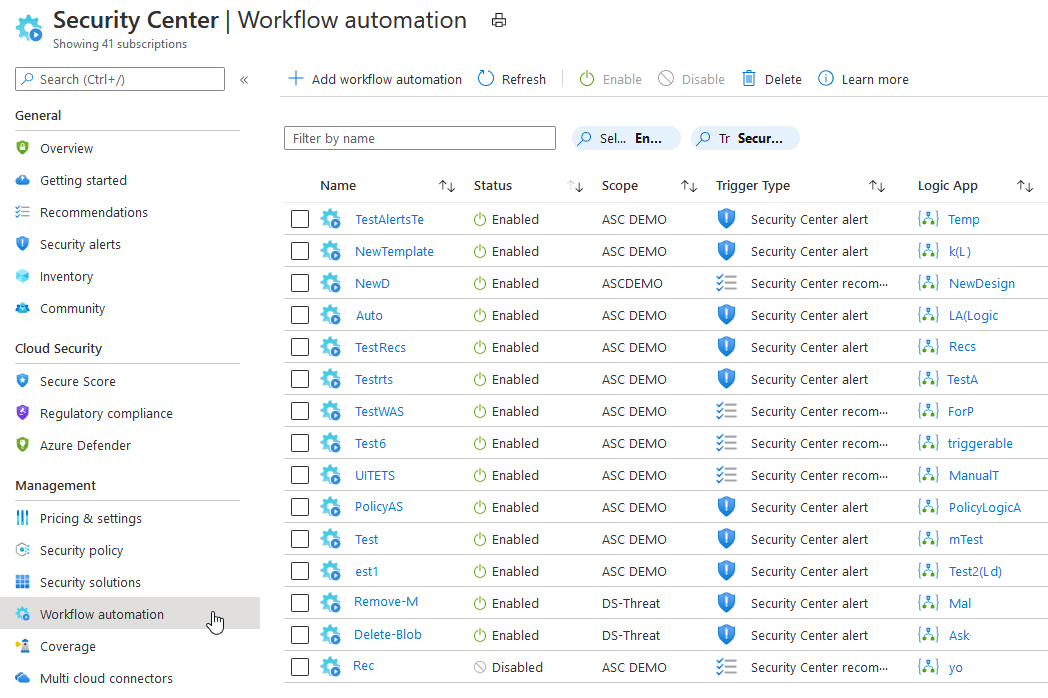 Security Center | Workflow automation
Showing 41 subscriptions
Search (Ctrl+/)
«
Add workflow automation
Refresh
Enable
Disable
Delete
Learn more
General
Overview
Getting started
Recommendations
Security alerts
Inventory
Community
Cloud Security
Secure Score
Regulatory compliance
Azure Defender
Management
Pricing & settings
Security policy
Security solutions
Workflow automation
Coverage
Multi cloud connectors
Filter by name
Sel... En...
Tr Secur...
Name Status Scope Trigger Type Logic App
TestAlertsTe Enabled ASC DEMO Security Center alert Temp
NewTemplate Enabled ASC DEMO Security Center alert k(L)
NewD Enabled ASCDEMO Security Center recom··· NewDesign
Auto Enabled ASC DEMO Security Center alert LA(Logic
TestRecs Enabled ASC DEMO Security Center alert Recs
Testrts Enabled ASC DEMO Security Center alert TestA
TestWAS Enabled ASC DEMO Security Center recom··· ForP
Test6 Enabled ASC DEMO Security Center recom··· triggerable
UITETS Enabled ASC DEMO Security Center recom··· ManualT
PolicyAS Enabled ASC DEMO Security Center alert PolicyLogicA
Test Enabled ASC DEMO Security Center alert mTest
est1 Enabled ASC DEMO Security Center alert Test2(Ld)
Remove-M Enabled DS-Threat Security Center alert Mal
Delete-Blob Enabled DS-Threat Security Center alert Ask
Rec Disabled ASC DEMO Security Center recom··· yo